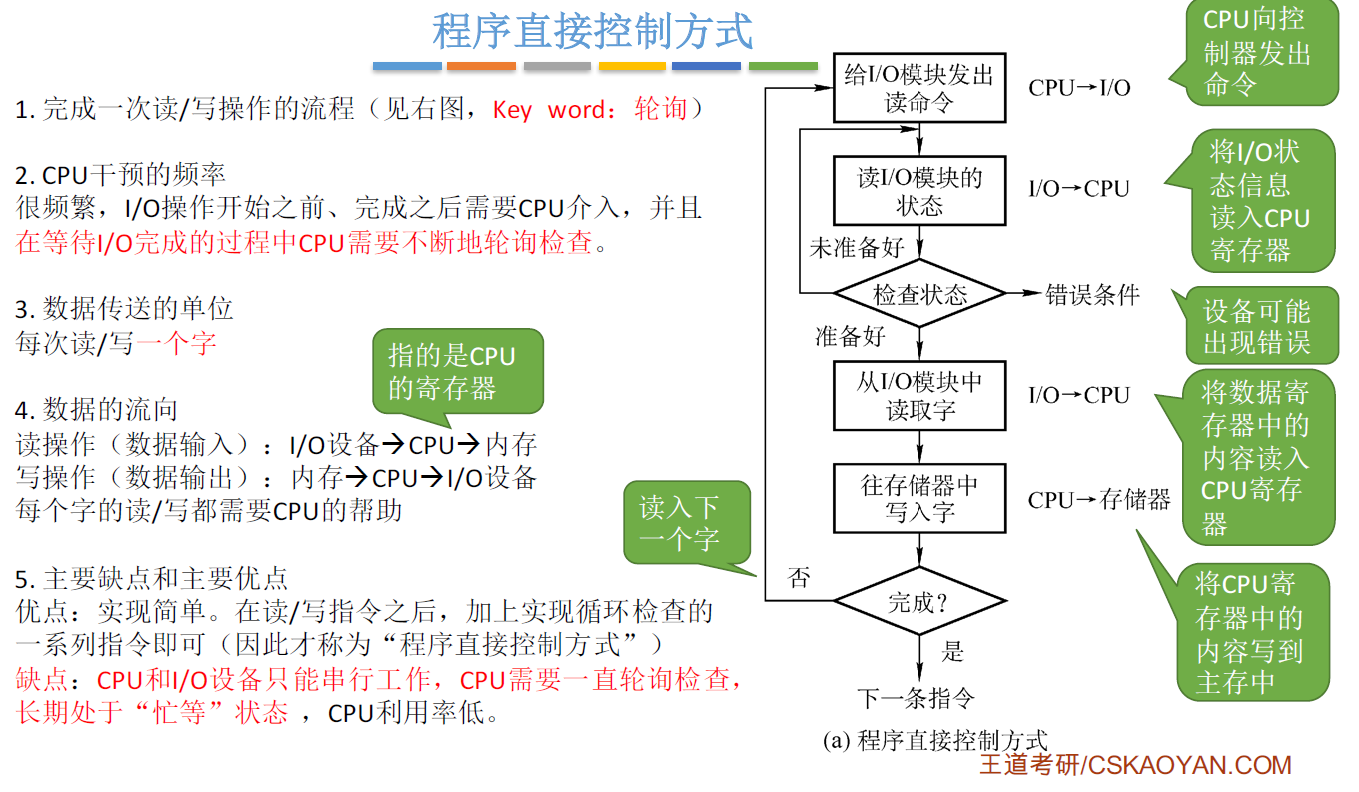 程序直接控制方式
1. 完成一次读/写操作的流程（见右图，Key word：轮询）
2. CPU干预的频率
很频繁，I/O操作开始之前、完成之后需要CPU介入，并且
在等待I/O完成的过程中CPU需要不断地轮询检查。
3. 数据传送的单位
每次读/写一个字
指的是CPU
的寄存器
4. 数据的流向
读操作（数据输入）：I/O设备→CPU→内存
写操作（数据输出）：内存→CPU→I/O设备
每个字的读/写都需要CPU的帮助
5. 主要缺点和主要优点
优点：实现简单。在读/写指令之后，加上实现循环检查的
一系列指令即可（因此才称为“程序直接控制方式”）
缺点：CPU和I/O设备只能串行工作，CPU需要一直轮询检查，
长期处于“忙等”状态 ，CPU利用率低。
给I/O模块发出
读命令
CPU→I/O
CPU向控
制器发出
命令
读I/O模块的
状态
I/O→CPU
将I/O状
态信息
读入CPU
寄存器
未准备好
检查状态
错误条件
设备可能
出现错误
准备好
从I/O模块中
读取字
I/O→CPU
将数据寄
存器中的
内容读入
CPU寄存
器
往存储器中
写入字
CPU→存储器
将CPU寄
存器中的
内容写到
主存中
读入下
一个字
否
完成？
是
下一条指令
(a) 程序直接控制方式
王道考研/CSKAOYAN.COM